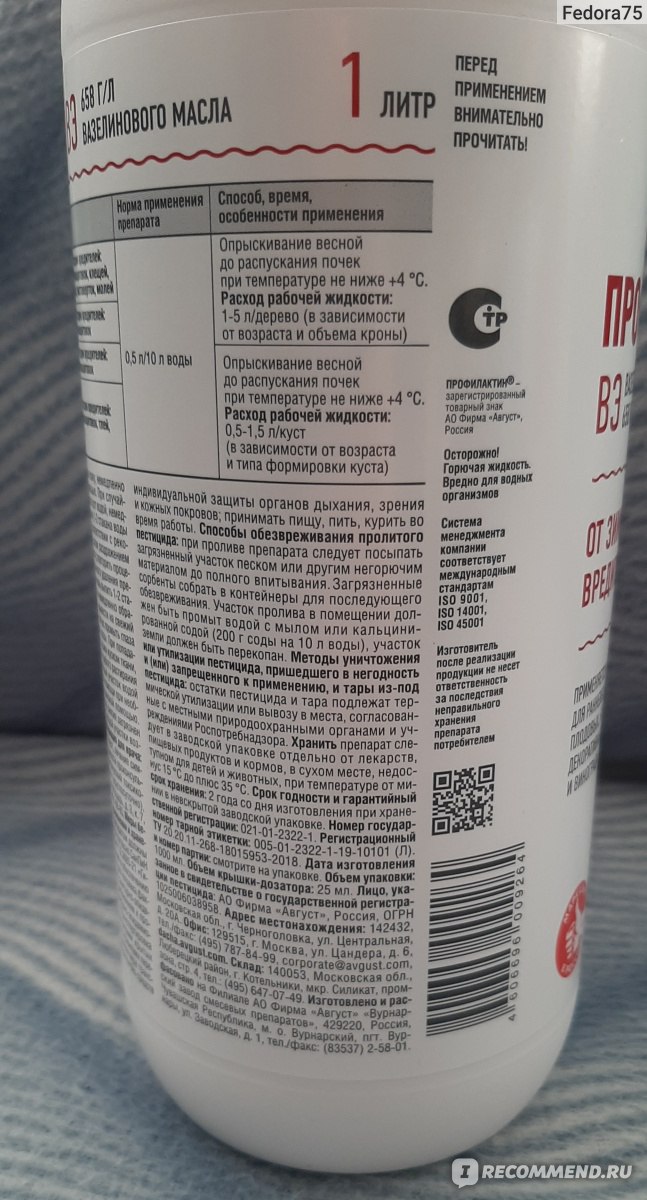 Fedora75
ВЭ 658 Г/Л
ВАЗЕЛИНОВОГО МАСЛА
1 ЛИТР
ПЕРЕД
ПРИМЕНЕНИЕМ
ВНИМАТЕЛЬНО
ПРОЧИТАТЬ!
Норма применения
препарата
Способ, время,
особенности применения
Опрыскивание весной
до распускания почек
при температуре не ниже +4 °С.
Расход рабочей жидкости:
1-5 л/дерево (в зависимости
от возраста и объема кроны)
0,5 л/10 л воды
Опрыскивание весной
до распускания почек
при температуре не ниже +4 °С.
Расход рабочей жидкости:
0,5-1,5 л/куст
(в зависимости от возраста
и типа формировки куста)
индивидуальной защиты органов дыхания, зрения
и кожных покровов; принимать пищу, пить, курить во
время работы. Способы обезвреживания пролитого
пестицида: при проливе препарата следует посыпать
загрязненный участок песком или другим негорючим
материалом до полного впитывания. Загрязненные
сорбенты собрать в контейнеры для последующего
обезвреживания. Участок пролива в помещении дол-
жен быть промыт водой с мылом или кальцини-
рованной содой (200 г соды на 10 л воды), участок
земли должен быть перекопан. Методы уничтожения
или утилизации пестицида, пришедшего в негодность
и (или) запрещенного к применению, и тары из-под
пестицида: остатки пестицида и тара подлежат тер-
мической утилизации или вывозу в места, согласован-
ные с местными природоохранными органами и уч-
реждениями Роспотребнадзора. Хранить препарат сле-
дует в заводской упаковке отдельно от лекарств,
пищевых продуктов и кормов, в сухом месте, недос-
тупном для детей и животных, при температуре от ми-
нус 15 °С до плюс 35 °С. Срок годности и гарантийный
срок хранения: 2 года со дня изготовления при хране-
нии в невскрытой заводской упаковке. Номер государ-
ственной регистрации: 021-01-2322-1. Регистрационный
номер тарной этикетки: 005-01-2322-1-19-10101 (Л).
ТУ 20.20.11-268-18015953-2018. Дата изготовления
и номер партии: смотрите на упаковке. Объем упаковки:
1000 мл. Объем крышки-дозатора: 25 мл. Лицо, ука-
занное в свидетельстве о государственной регистра-
ции пестицида: АО Фирма «Август», Россия, ОГРН
1025006038958. Адрес местонахождения: 142432,
Московская обл., г. Черноголовка, ул. Центральная,
д. 20А. Офис: 129515, г. Москва, ул. Цандера, д. 6,
тел./факс: (495) 787-84-99, corporate@avgust.com,
dacha.avgust.com. Склад: 140053, Московская обл.,
Люберецкий район, г. Котельники, мкр. Силикат, пром-
зона, стр. 4, тел.: (495) 647-07-49. Изготовлено и рас-
фасовано на Филиале АО Фирма «Август» «Вурнар-
ский завод смесевых препаратов», 429220, Россия,
Чувашская Республика, м. о. Вурнарский, пгт. Вур-
нары, ул. Заводская, д. 1, тел./факс: (83537) 2-58-01.
СТР
ПРОФИЛАКТИН® –
зарегистрированный
товарный знак
АО Фирма «Август»,
Россия
Осторожно!
Горючая жидкость.
Вредно для водных
организмов
Система
менеджмента
компании
соответствует
международным
стандартам
ISO 9001,
ISO 14001,
ISO 45001
Изготовитель
после реализации
продукции не несет
ответственность
за последствия
неправильного
хранения
препарата
потребителем
4 606696 009264
ПРО
ВЭ
ОТ ЗИ
ВРЕДИ
IRECOMMEND.RU